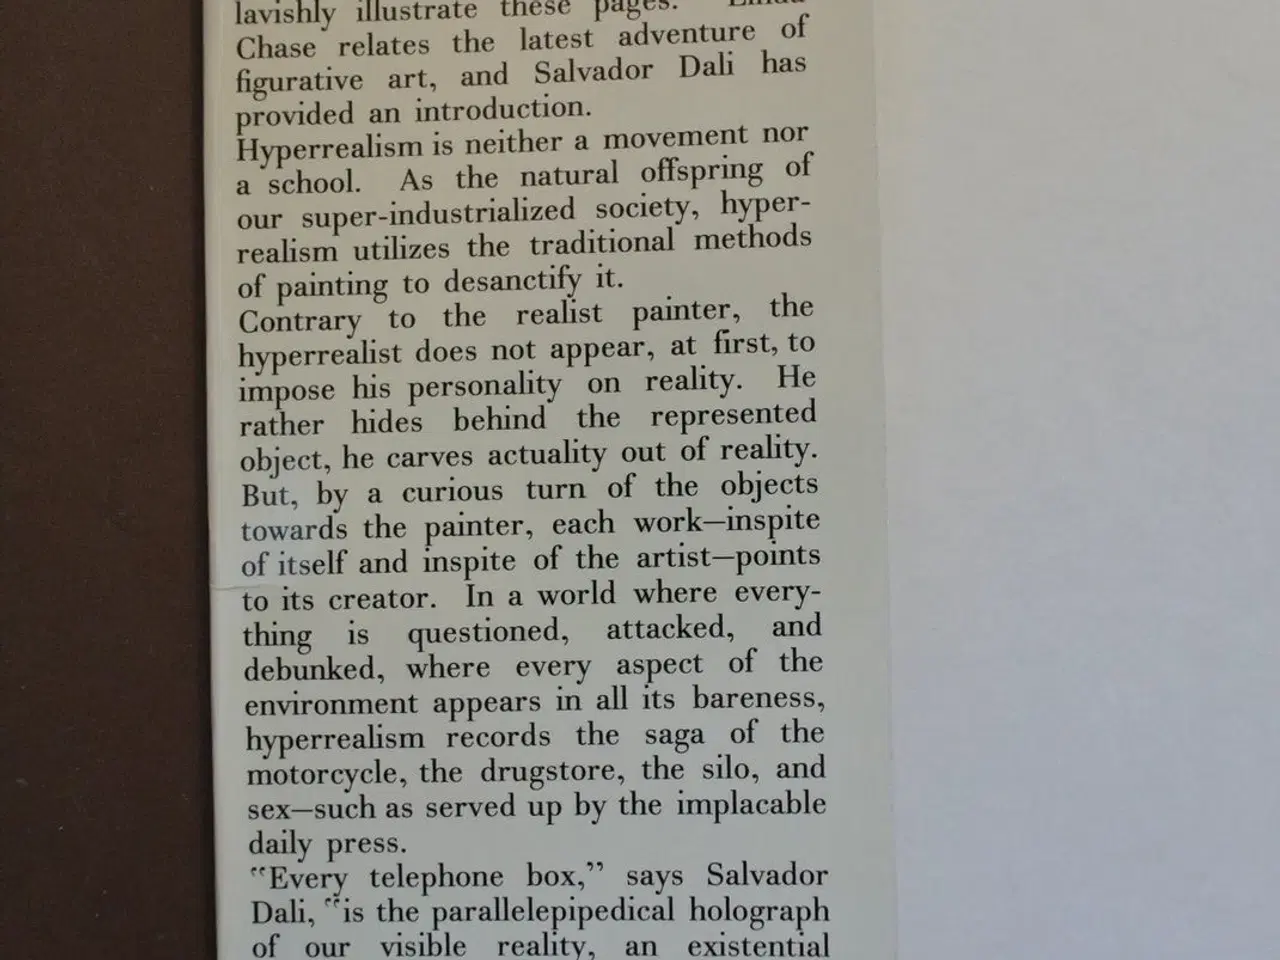 lavishly illustrate these pages. Linda
Chase relates the latest adventure of
figurative art, and Salvador Dali has
provided an introduction.
Hyperrealism is neither a movement nor
a school. As the natural offspring of
our super-industrialized society, hyper-
realism utilizes the traditional methods
of painting to desanctify it.
Contrary to the realist painter, the
hyperrealist does not appear, at first, to
impose his personality on reality. He
rather hides behind the represented
object, he carves actuality out of reality.
But, by a curious turn of the objects
towards the painter, each work—inspite
of itself and inspite of the artist—points
to its creator. In a world where every-
thing is questioned, attacked, and
debunked, where every aspect of the
environment appears in all its bareness,
hyperrealism records the saga of the
motorcycle, the drugstore, the silo, and
sex—such as served up by the implacable
daily press.
“Every telephone box,” says Salvador
Dali, “is the parallelepipedical holograph
of our visible reality, an existential